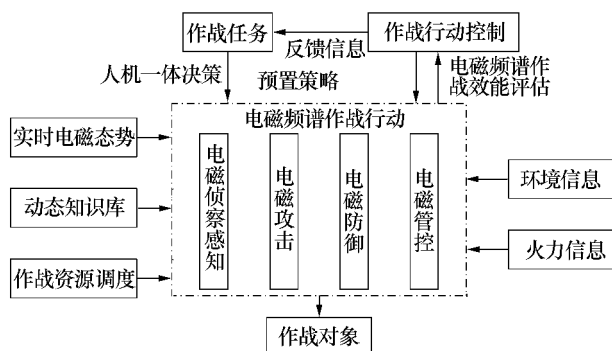 作战任务
作战行动控制
反馈信息
人机一体决策
预置策略
电磁频谱作
战效能评估
电磁频谱作战行动
实时电磁态势
动态知识库
作战资源调度
电磁侦察感知
电磁攻击
电磁防御
电磁管控
环境信息
火力信息
作战对象